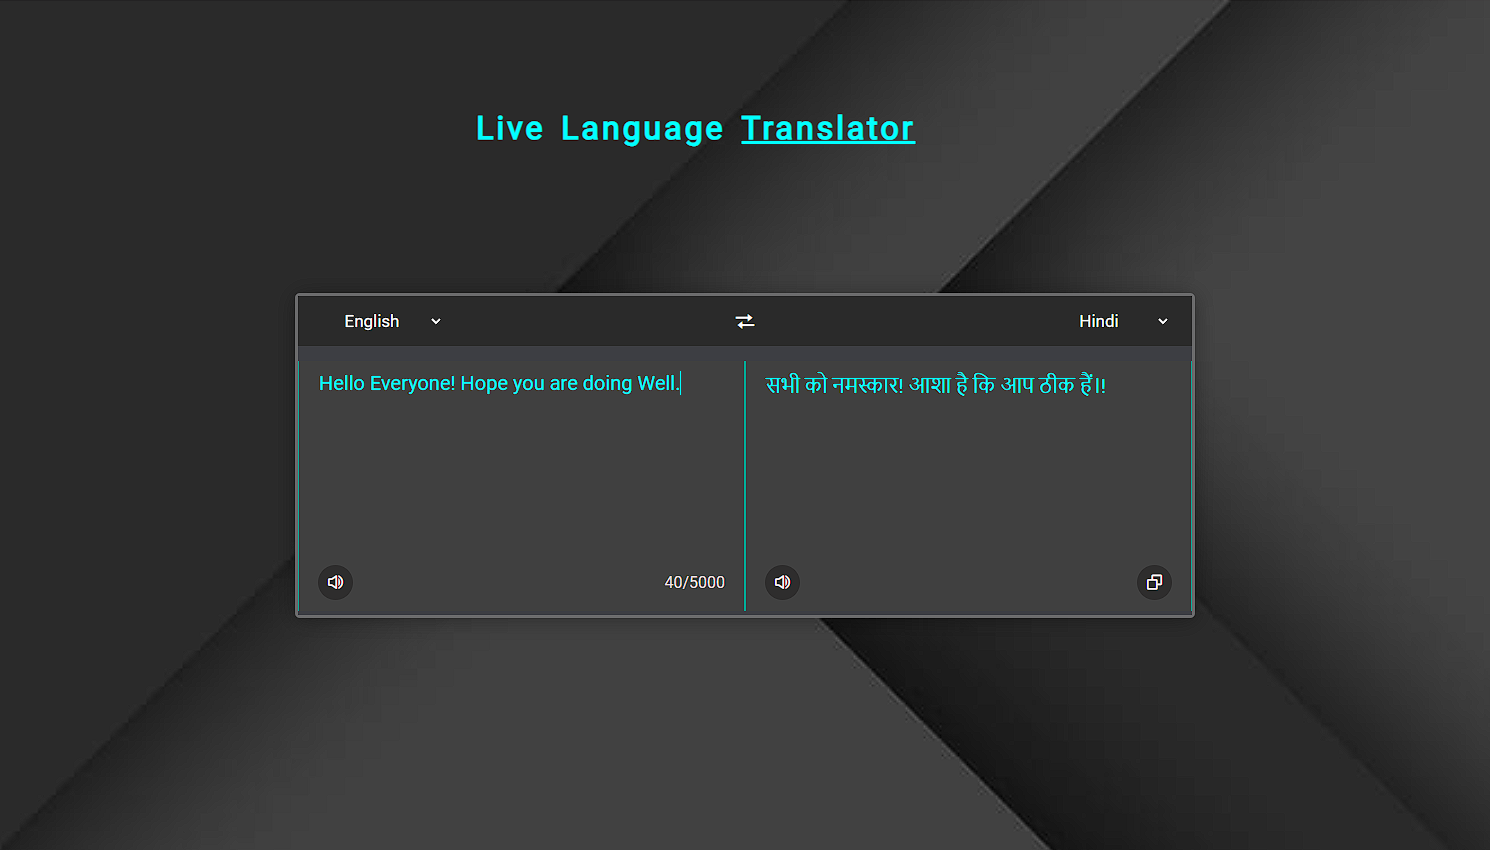 Live Language Translator
English
Hindi
Hello Everyone! Hope you are doing Well.
सभी को नमस्कार! आशा है कि आप ठीक हैं।!
40/5000